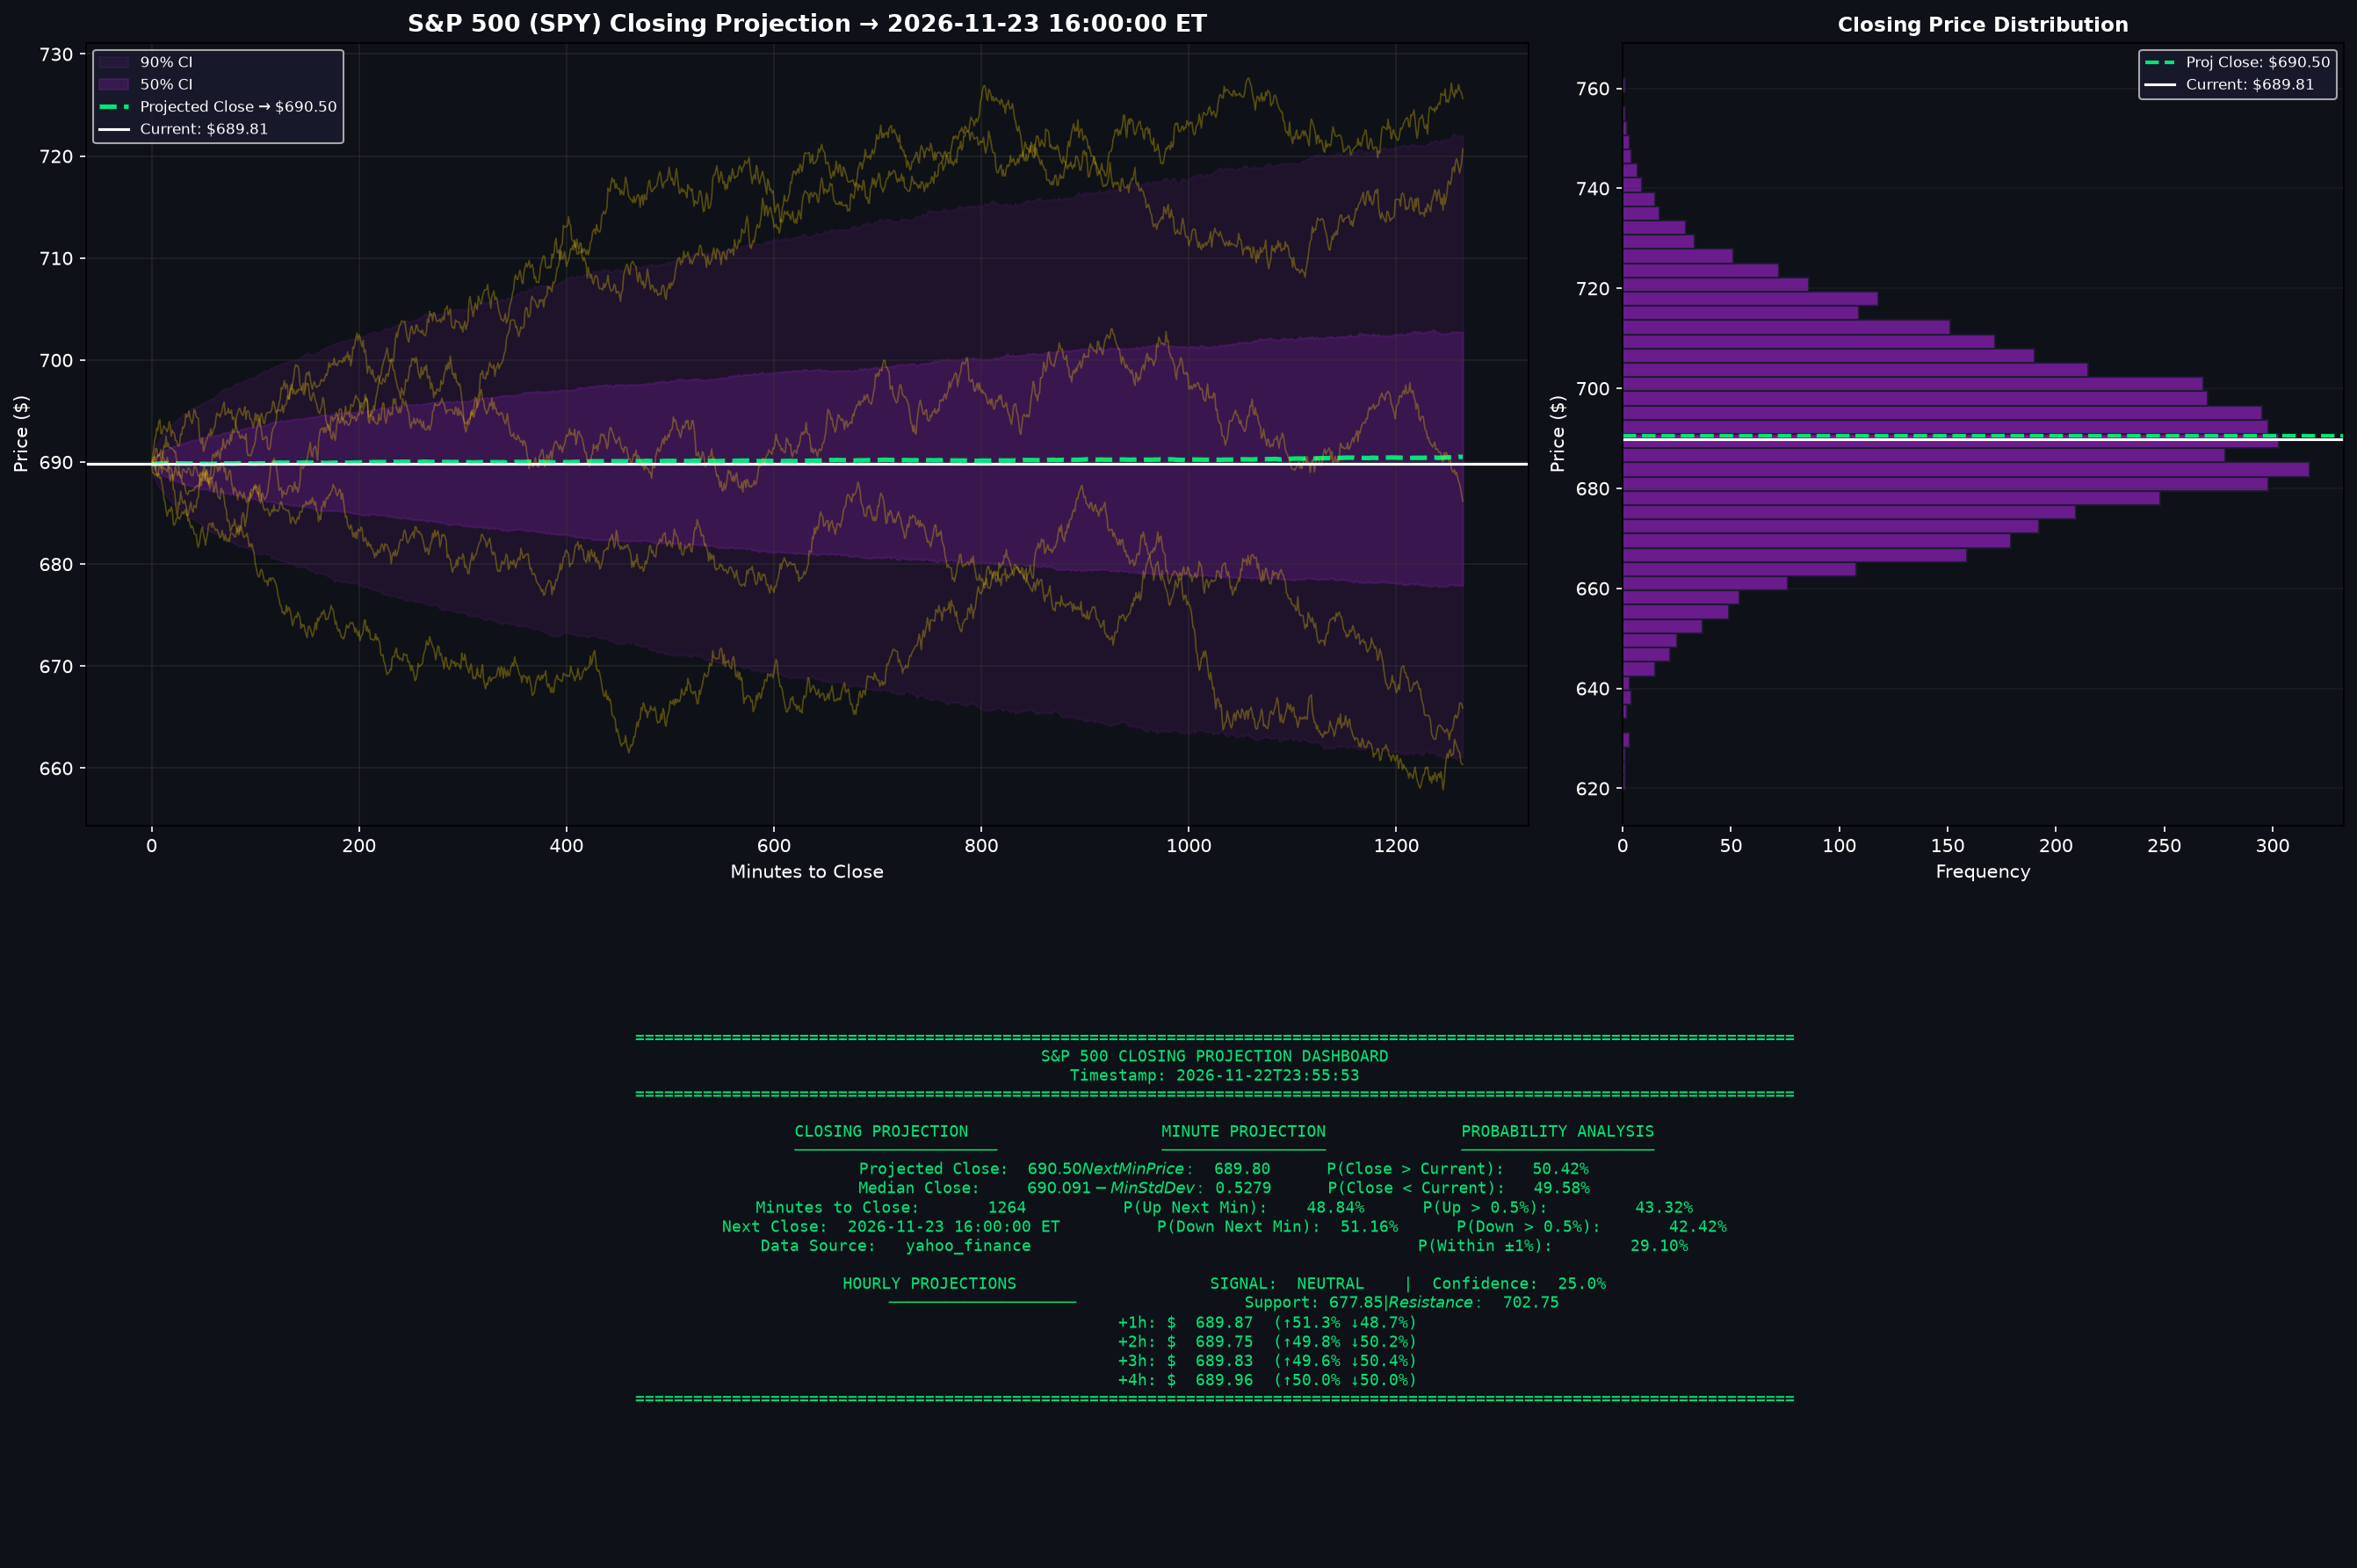 S&P 500 (SPY) Closing Projection → 2026-11-23 16:00:00 ET
90% CI
50% CI
Projected Close → $690.50
Current: $689.81
Price ($)
730
720
710
700
690
680
670
660
0 200 400 600 800 1000 1200
Minutes to Close
Closing Price Distribution
Proj Close: $690.50
Current: $689.81
Price ($)
760
740
720
700
680
660
640
620
0 50 100 150 200 250 300
Frequency
========================================================================================================================
S&P 500 CLOSING PROJECTION DASHBOARD
Timestamp: 2026-11-22T23:55:53
========================================================================================================================
CLOSING PROJECTION MINUTE PROJECTION PROBABILITY ANALYSIS
Projected Close: 690.50NextMinPrice: 689.80 P(Close > Current): 50.42%
Median Close: 690.091−MinStdDev: 0.5279 P(Close < Current): 49.58%
Minutes to Close: 1264 P(Up Next Min): 48.84% P(Up > 0.5%): 43.32%
Next Close: 2026-11-23 16:00:00 ET P(Down Next Min): 51.16% P(Down > 0.5%): 42.42%
Data Source: yahoo_finance P(Within ±1%): 29.10%
HOURLY PROJECTIONS SIGNAL: NEUTRAL | Confidence: 25.0%
Support: 677.85|Resistance: 702.75
+1h: $ 689.87 (↑51.3% ↓48.7%)
+2h: $ 689.75 (↑49.8% ↓50.2%)
+3h: $ 689.83 (↑49.6% ↓50.4%)
+4h: $ 689.96 (↑50.0% ↓50.0%)
========================================================================================================================